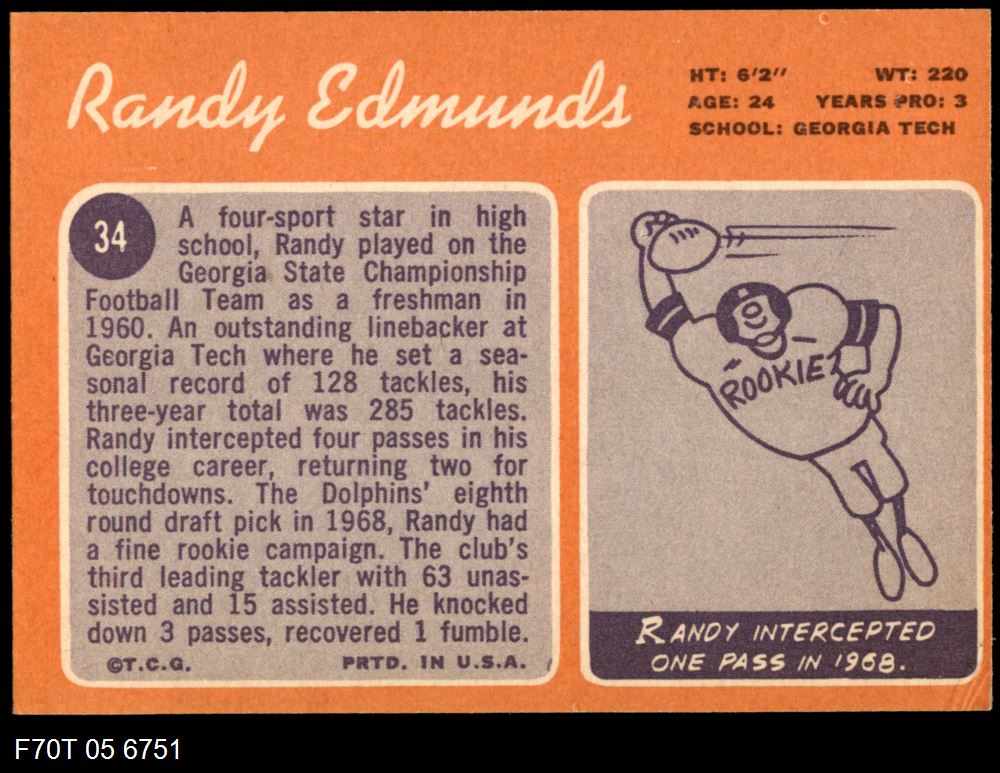 Randy Edmunds
HT: 6'2" WT: 220
AGE: 24 YEARS PRO: 3
SCHOOL: GEORGIA TECH
34
A four-sport star in high
school, Randy played on the
Georgia State Championship
Football Team as a freshman in
1960. An outstanding linebacker at
Georgia Tech where he set a sea-
sonal record of 128 tackles, his
three-year total was 285 tackles.
Randy intercepted four passes in his
college career, returning two for
touchdowns. The Dolphins' eighth
round draft pick in 1968, Randy had
a fine rookie campaign. The club's
third leading tackler with 63 unas-
sisted and 15 assisted. He knocked
down 3 passes, recovered 1 fumble.
©T.C.G. PRTD. IN U.S.A.
ROOKIE
RANDY INTERCEPTED
ONE PASS IN 1968.
F70T 05 6751